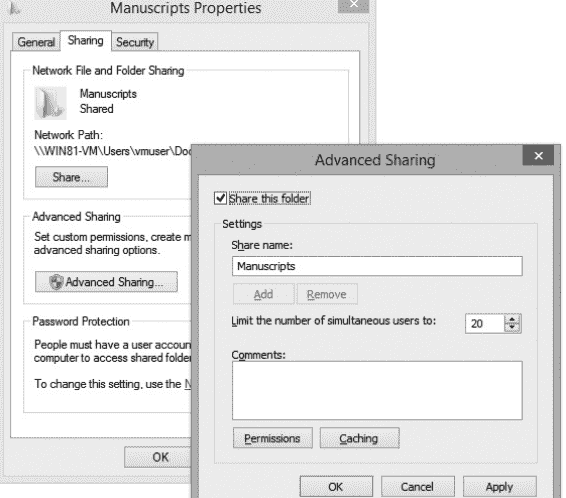 Manuscripts Properties
General
Sharing
Security
Network File and Folder Sharing
Manuscripts
Shared
Network Path:
\\WIN81-VM\Users\vmuser\Doc
Share...
Advanced Sharing
Set custom permissions, create m
advanced sharing options.
Advanced Sharing...
Password Protection
People must have a user accoun
computer to access shared folde
To change this setting, use the N
OK
Advanced Sharing
Share this folder
Settings
Share name:
Manuscripts
Add
Remove
Limit the number of simultaneous users to:
20
Comments:
Permissions
Caching
OK
Cancel
Apply